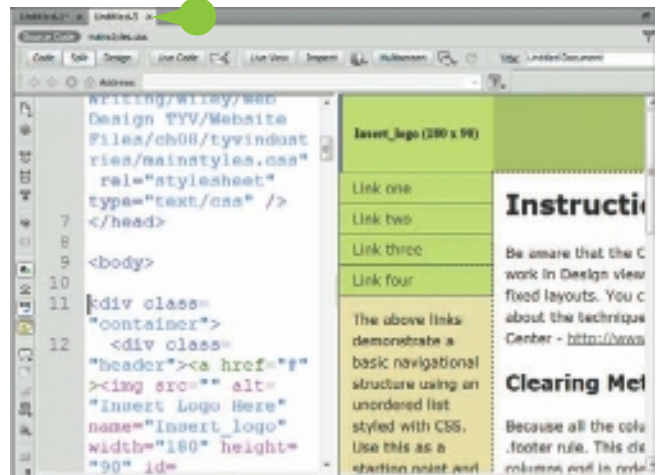 Untitled-2* x Untitled-3 x
Source Code mainstyles.css
Code Split Design Live Code Live View Inspect Multiscreen Title: Untitled Document
Address:
Writing/Wiley/Web
Design TYV/Website
Files/ch08/tyvindust
ries/mainstyles.css"
rel="stylesheet"
type="text/css" />
7 </head>
8
9 <body>
10
11 <div class=
"container">
12 <div class=
"header"><a href="#"
><img src="" alt=
"Insert Logo Here"
name="Insert_logo"
width="180" height=
"90" id=
Insert_logo (180 x 90)
Link one
Link two
Link three
Link four
The above links
demonstrate a
basic navigational
structure using an
unordered list
styled with CSS.
Use this as a
starting point and
Instructi
Be aware that the C
work in Design view
fixed layouts. You c
about the technique
Center - http://www
Clearing Met
Because all the colu
.footer rule. This cle
columns end in orde